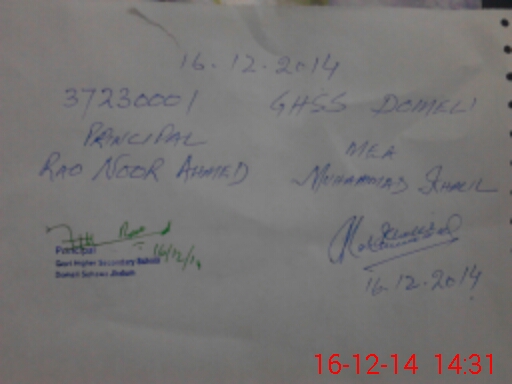 16.12.2014
37230001 GHSS DOMELI
PRINCIPAL
RAO NOOR AHMED
MEA
MUHAMMAD KHALIL
Principal
Govt Higher Secondary School
Domeli Sohawa Jhelum
16/12/14
16.12.2014
16-12-14 14:31